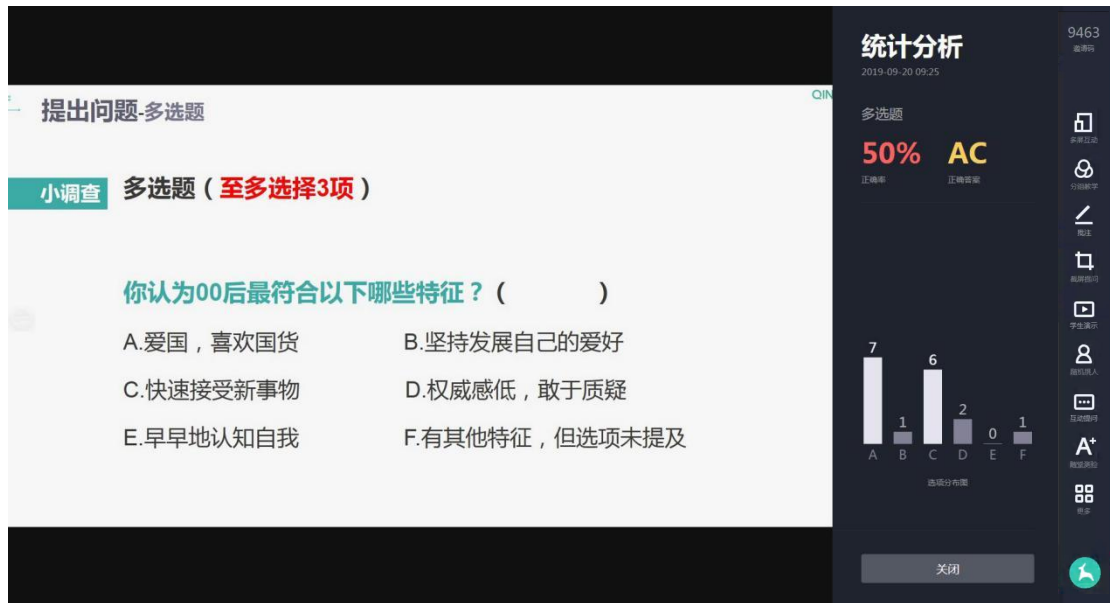 提出问题-多选题
QIN
小调查
多选题（至多选择3项）
你认为00后最符合以下哪些特征？（ ）
A.爱国，喜欢国货
B.坚持发展自己的爱好
C.快速接受新事物
D.权威感低，敢于质疑
E.早早地认知自我
F.有其他特征，但选项未提及
统计分析
2019-09-20 09:25
多选题
50%
AC
正确率
正确答案
7
1
6
2
0
1
A B C D E F
选项分布图
关闭
9463
邀请码
多屏互动
分组教学
批注
截屏提问
学生演示
随机挑人
互动提问
A+
随堂测验
更多